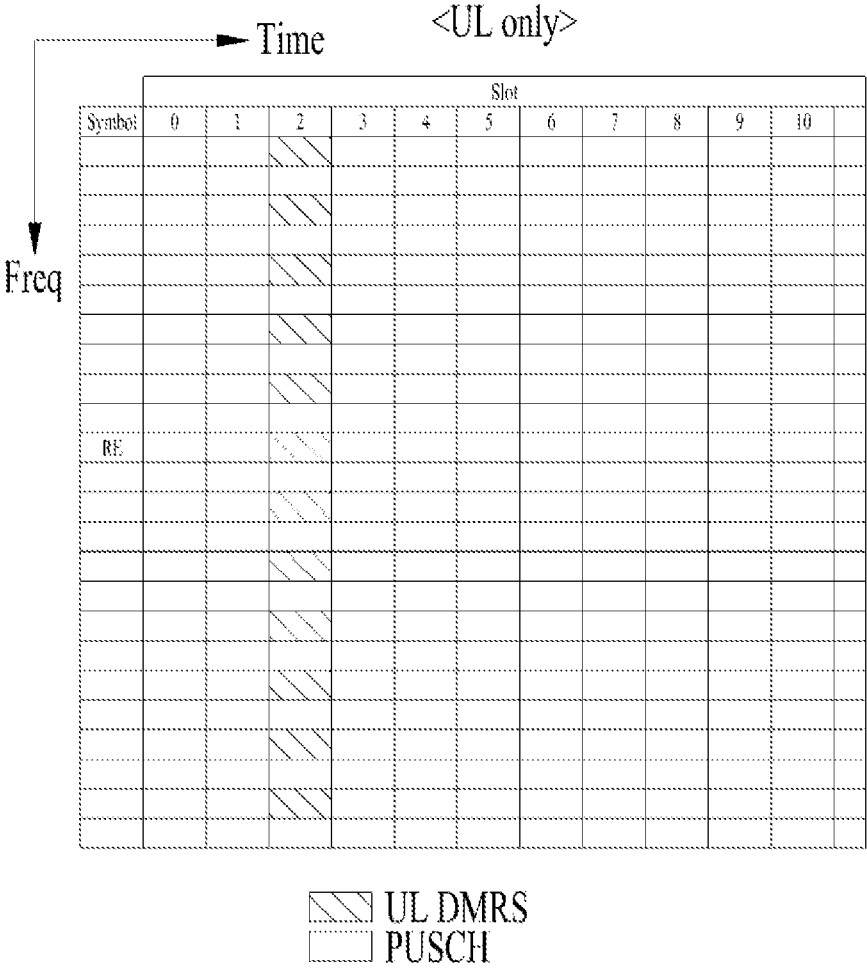 <UL only>
Time
Slot
Symbol 0 1 2 3 4 5 6 7 8 9 10
Freq
RE
UL DMRS
PUSCH